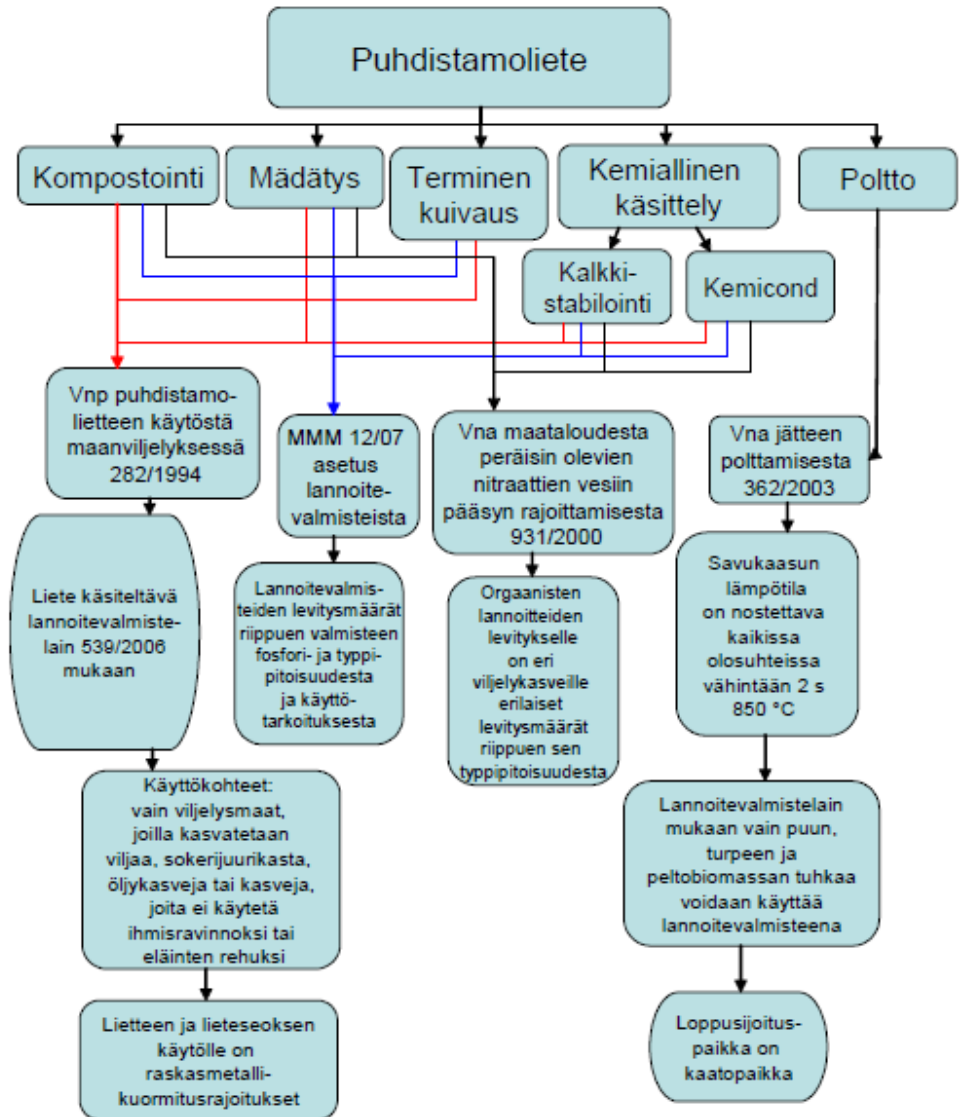 Puhdistamoliete
Kompostointi
Mädätys
Terminen
kuivaus
Kemiallinen
käsittely
Poltto
Kalkki-
stabilointi
Kemicond
Vnp puhdistamo-
lietteen käytöstä
maanviljelyksessä
282/1994
MMM 12/07
asetus
lannoite-
valmisteista
Vna maataloudesta
peräisin olevien
nitraattien vesiin
pääsyn rajoittamisesta
931/2000
Vna jätteen
polttamisesta
362/2003
Liete käsiteltävä
lannoitevalmiste-
lain 539/2006
mukaan
Lannoitevalmis-
teiden levitysmäärät
riippuen valmisteen
fosfori- ja typpi-
pitoisuudesta
ja käyttö-
tarkoituksesta
Orgaanisten
lannoitteiden
levitykselle
on eri
viljelykasveille
erilaiset
levitysmäärät
riippuen sen
typpipitoisuudesta
Savukaasun
lämpötila
on nostettava
kaikissa
olosuhteissa
vähintään 2 s
850 °C
Käyttökohteet:
vain viljelysmaat,
joilla kasvatetaan
viljaa, sokerijuurikasta,
öljykasveja tai kasveja,
joita ei käytetä
ihmisravinnoksi tai
eläinten rehuksi
Lannoitevalmistelain
mukaan vain puun,
turpeen ja
peltobiomassan tuhkaa
voidaan käyttää
lannoitevalmisteena
Lietteen ja lieteseoksen
käytölle on
raskasmetalli-
kuormitusrajoitukset
Loppusijoitus-
paikka on
kaatopaikka